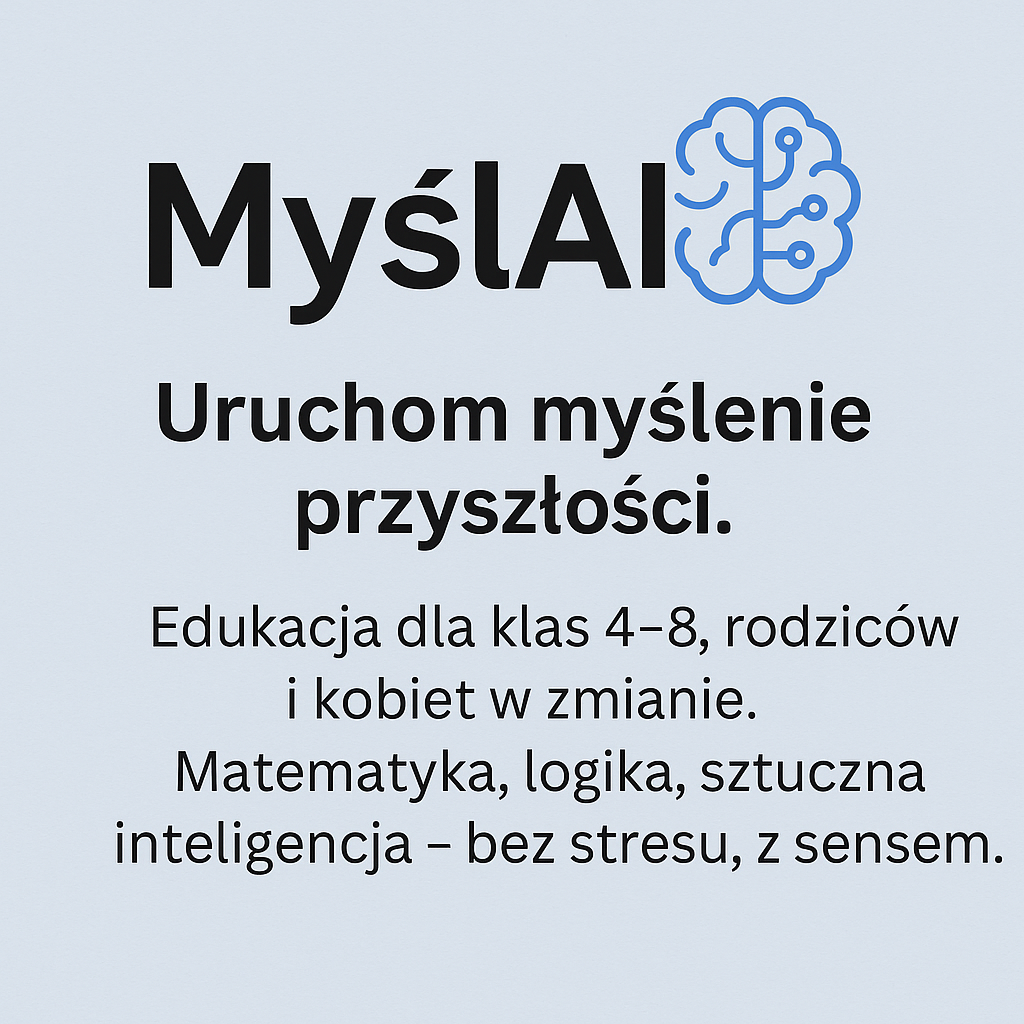 MyślAI
Uruchom myślenie
przyszłości.
Edukacja dla klas 4–8, rodziców
i kobiet w zmianie.
Matematyka, logika, sztuczna
inteligencja – bez stresu, z sensem.